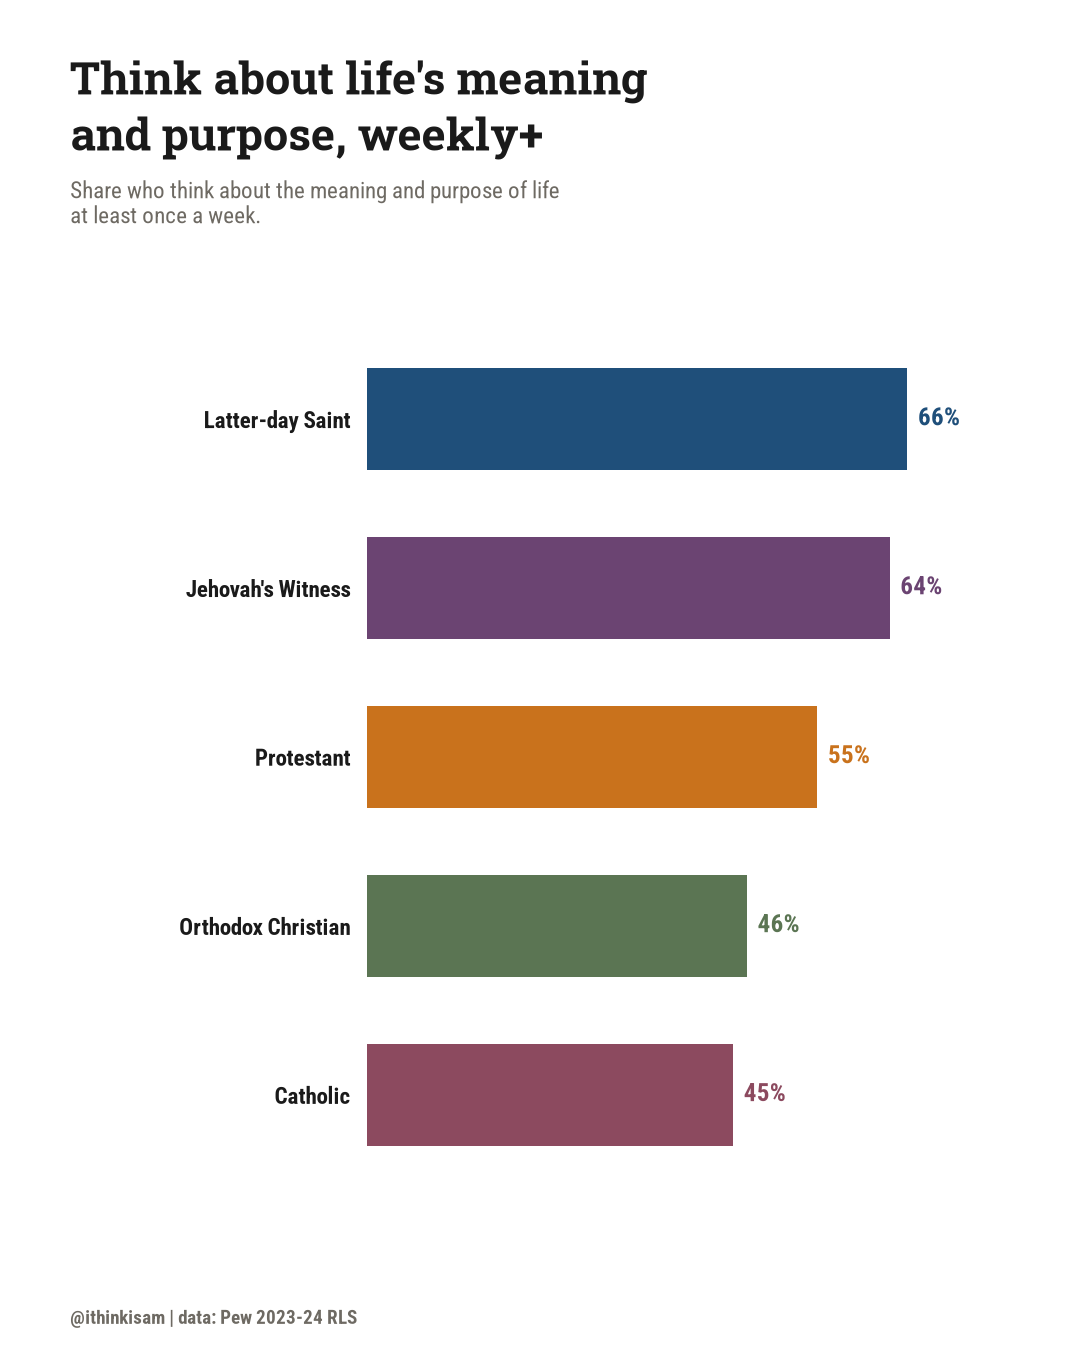 Think about life's meaning
and purpose, weekly+
Share who think about the meaning and purpose of life
at least once a week.
Latter-day Saint 66%
Jehovah's Witness 64%
Protestant 55%
Orthodox Christian 46%
Catholic 45%
@ithinkisam | data: Pew 2023-24 RLS